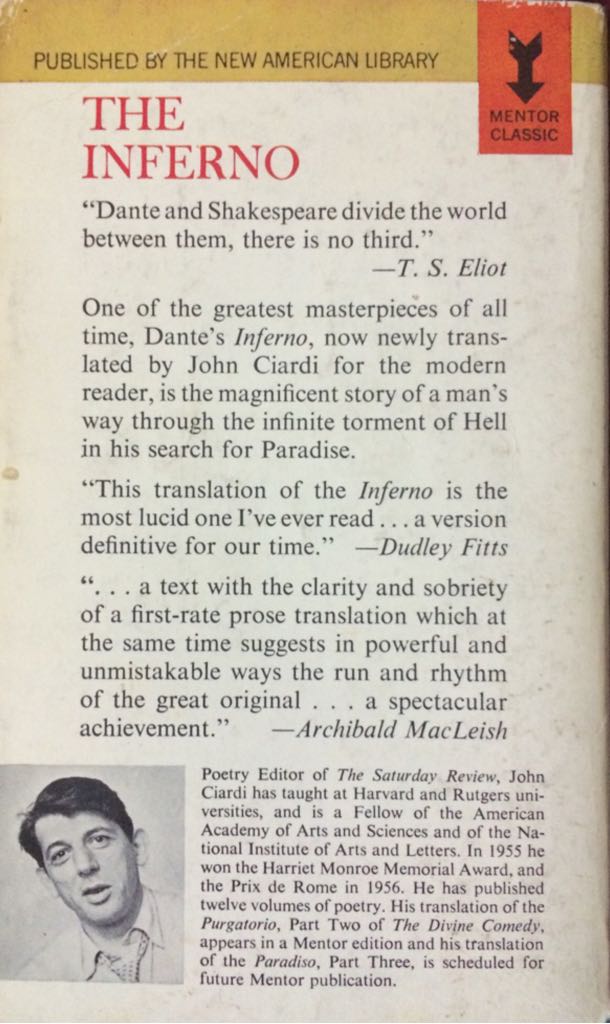 PUBLISHED BY THE NEW AMERICAN LIBRARY
MENTOR
CLASSIC
THE
INFERNO
“Dante and Shakespeare divide the world
between them, there is no third.”
—T. S. Eliot
One of the greatest masterpieces of all
time, Dante’s Inferno, now newly trans-
lated by John Ciardi for the modern
reader, is the magnificent story of a man’s
way through the infinite torment of Hell
in his search for Paradise.
“This translation of the Inferno is the
most lucid one I’ve ever read . . . a version
definitive for our time.” —Dudley Fitts
“. . . a text with the clarity and sobriety
of a first-rate prose translation which at
the same time suggests in powerful and
unmistakable ways the run and rhythm
of the great original . . . a spectacular
achievement.” —Archibald MacLeish
Poetry Editor of The Saturday Review, John
Ciardi has taught at Harvard and Rutgers uni-
versities, and is a Fellow of the American
Academy of Arts and Sciences and of the Na-
tional Institute of Arts and Letters. In 1955 he
won the Harriet Monroe Memorial Award, and
the Prix de Rome in 1956. He has published
twelve volumes of poetry. His translation of the
Purgatorio, Part Two of The Divine Comedy,
appears in a Mentor edition and his translation
of the Paradiso, Part Three, is scheduled for
future Mentor publication.